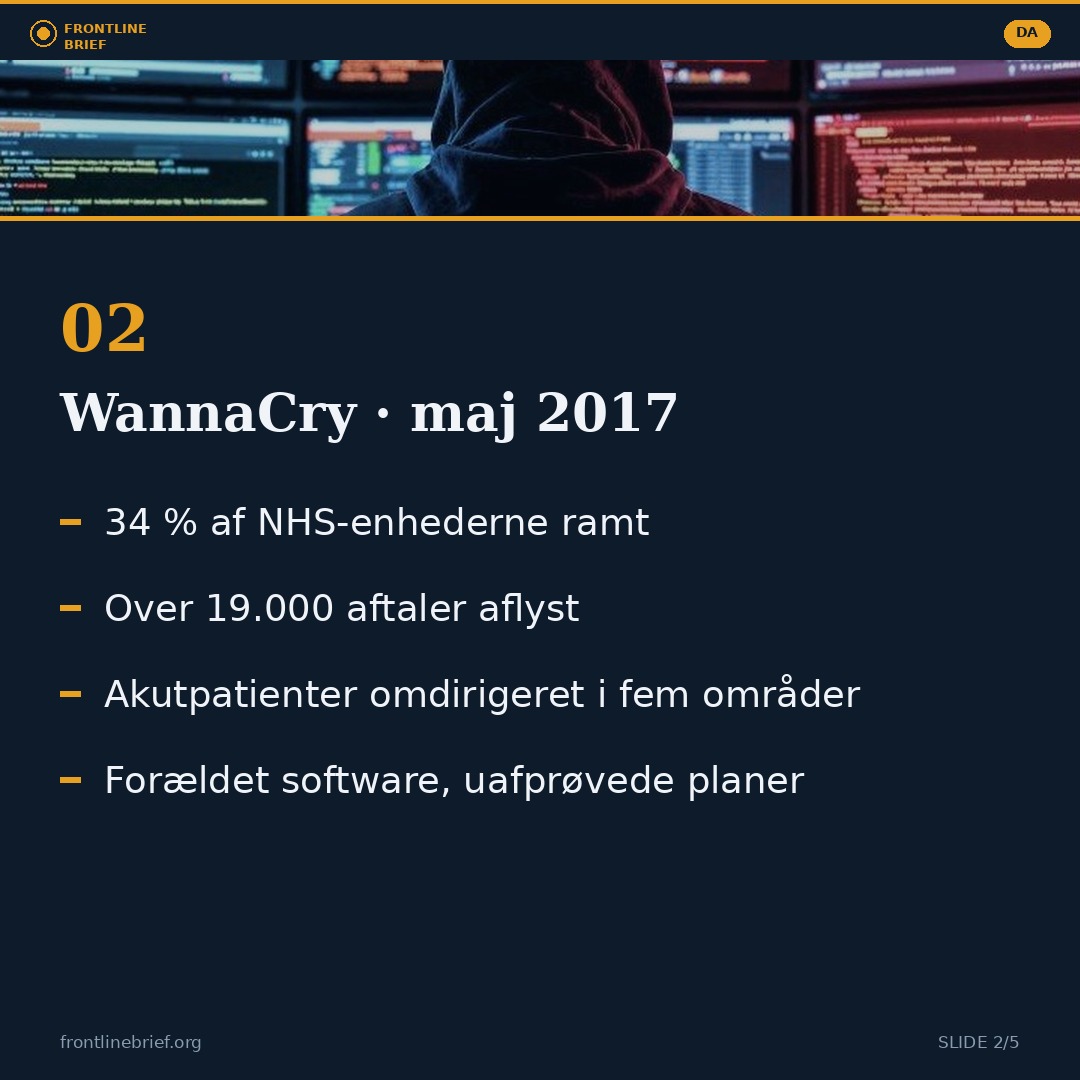 FRONTLINE
BRIEF
DA
02
WannaCry · maj 2017
34 % af NHS-enhederne ramt
Over 19.000 aftaler aflyst
Akutpatienter omdirigeret i fem områder
Forældet software, uafprøvede planer
frontlinebrief.org
SLIDE 2/5